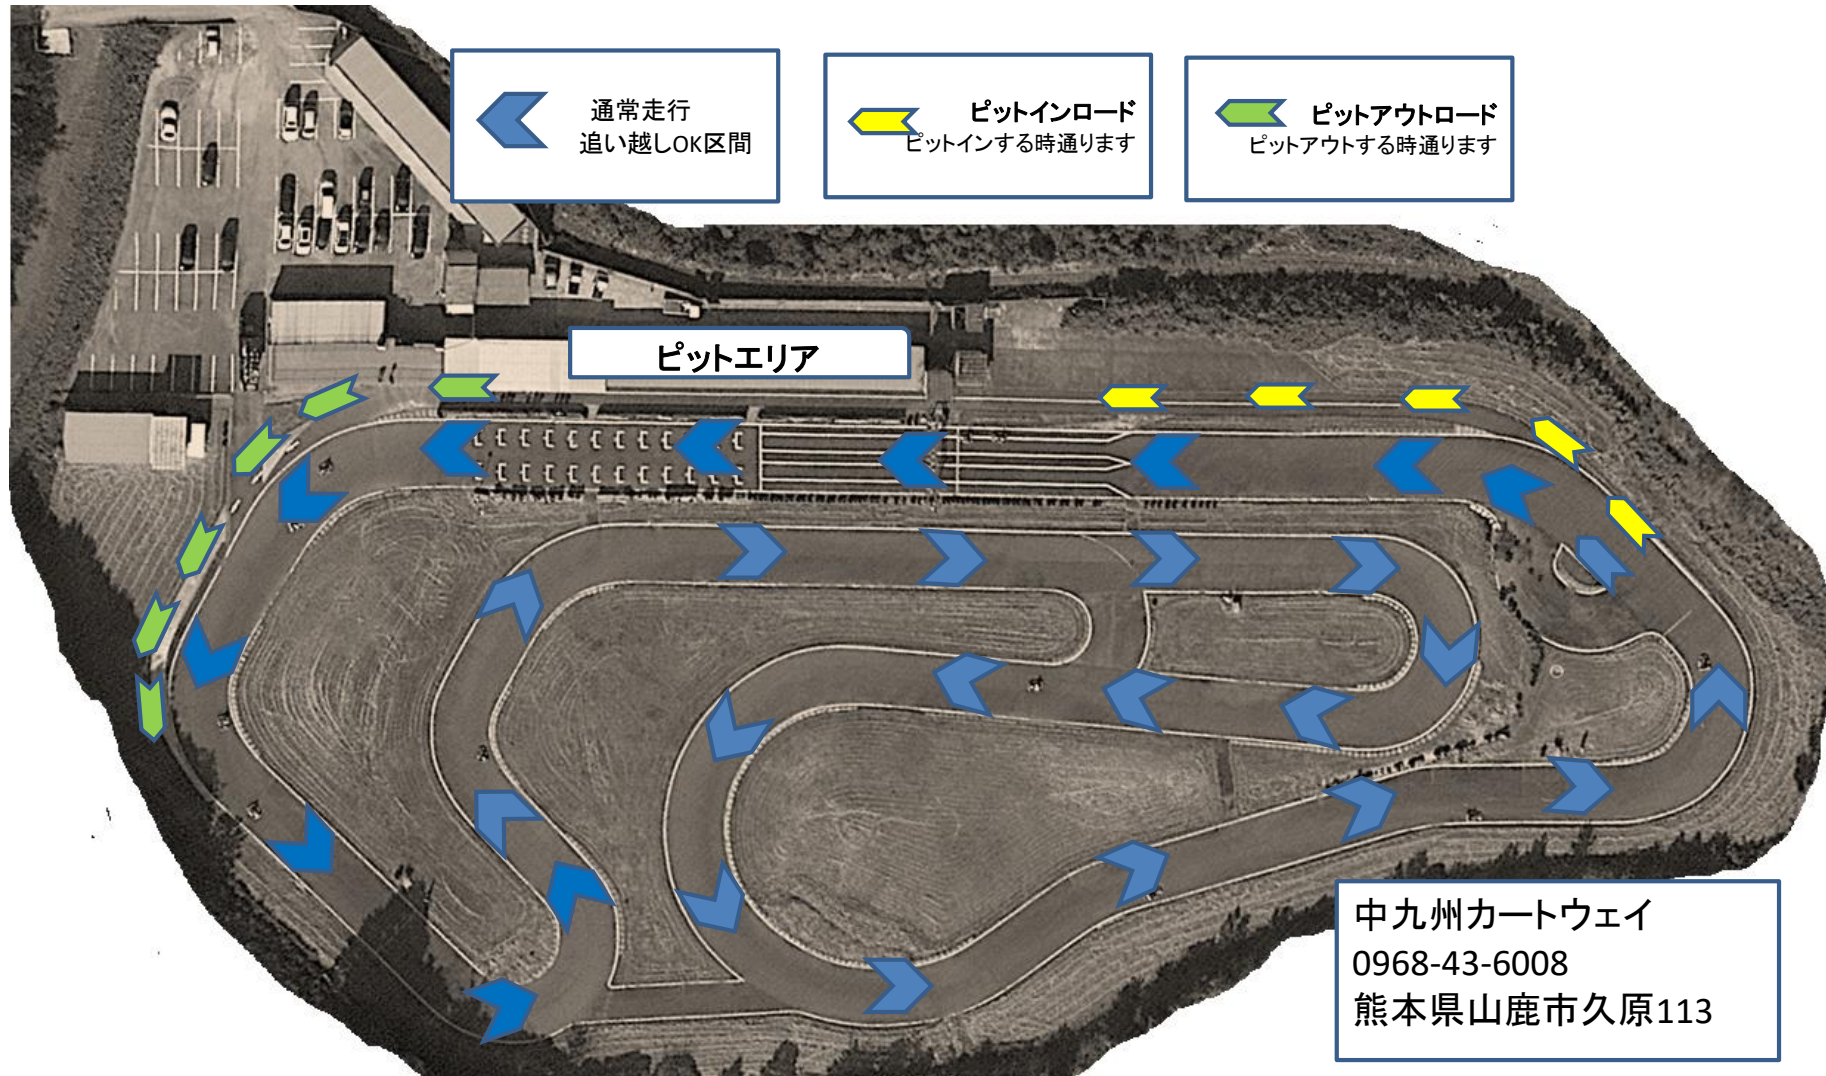 通常走行
追い越しOK区間
ピットインロード
ピットインする時通ります
ピットアウトロード
ピットアウトする時通ります
ピットエリア
中九州カートウェイ
0968-43-6008
熊本県山鹿市久原113